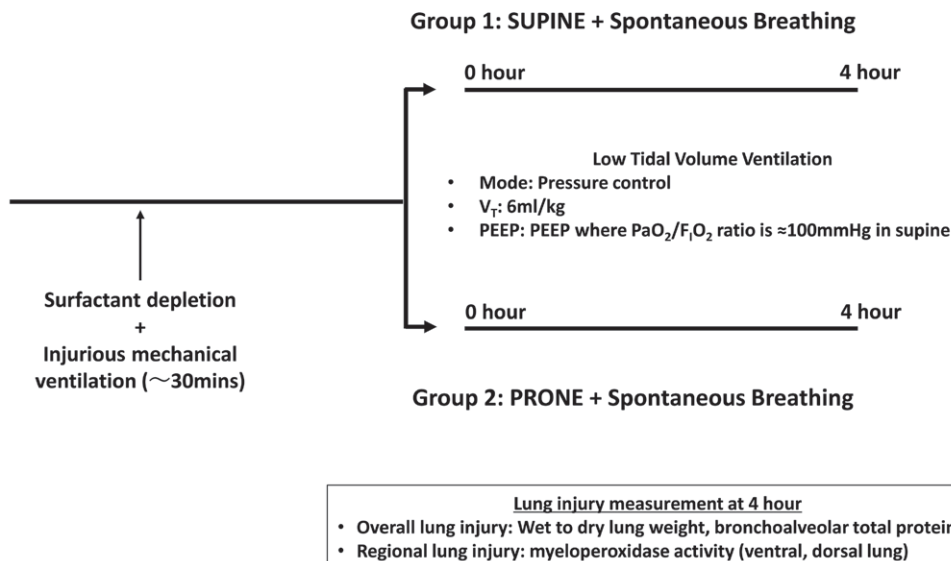 Group 1: SUPINE + Spontaneous Breathing
0 hour 4 hour
Low Tidal Volume Ventilation
• Mode: Pressure control
• VT: 6ml/kg
• PEEP: PEEP where PaO2/FIO2 ratio is ≈100mmHg in supine
Surfactant depletion
+
Injurious mechanical
ventilation (～30mins)
0 hour 4 hour
Group 2: PRONE + Spontaneous Breathing
Lung injury measurement at 4 hour
• Overall lung injury: Wet to dry lung weight, bronchoalveolar total protein
• Regional lung injury: myeloperoxidase activity (ventral, dorsal lung)